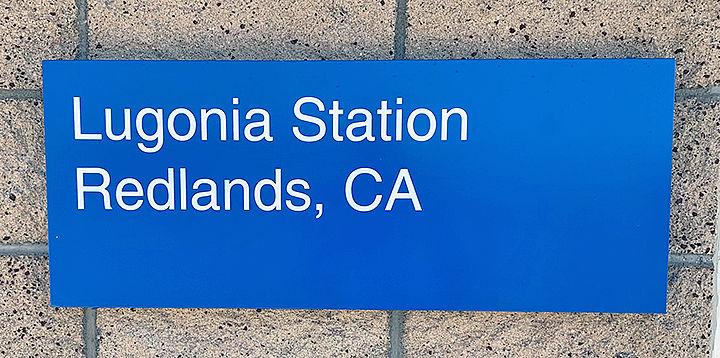 Lugonia Station
Redlands, CA